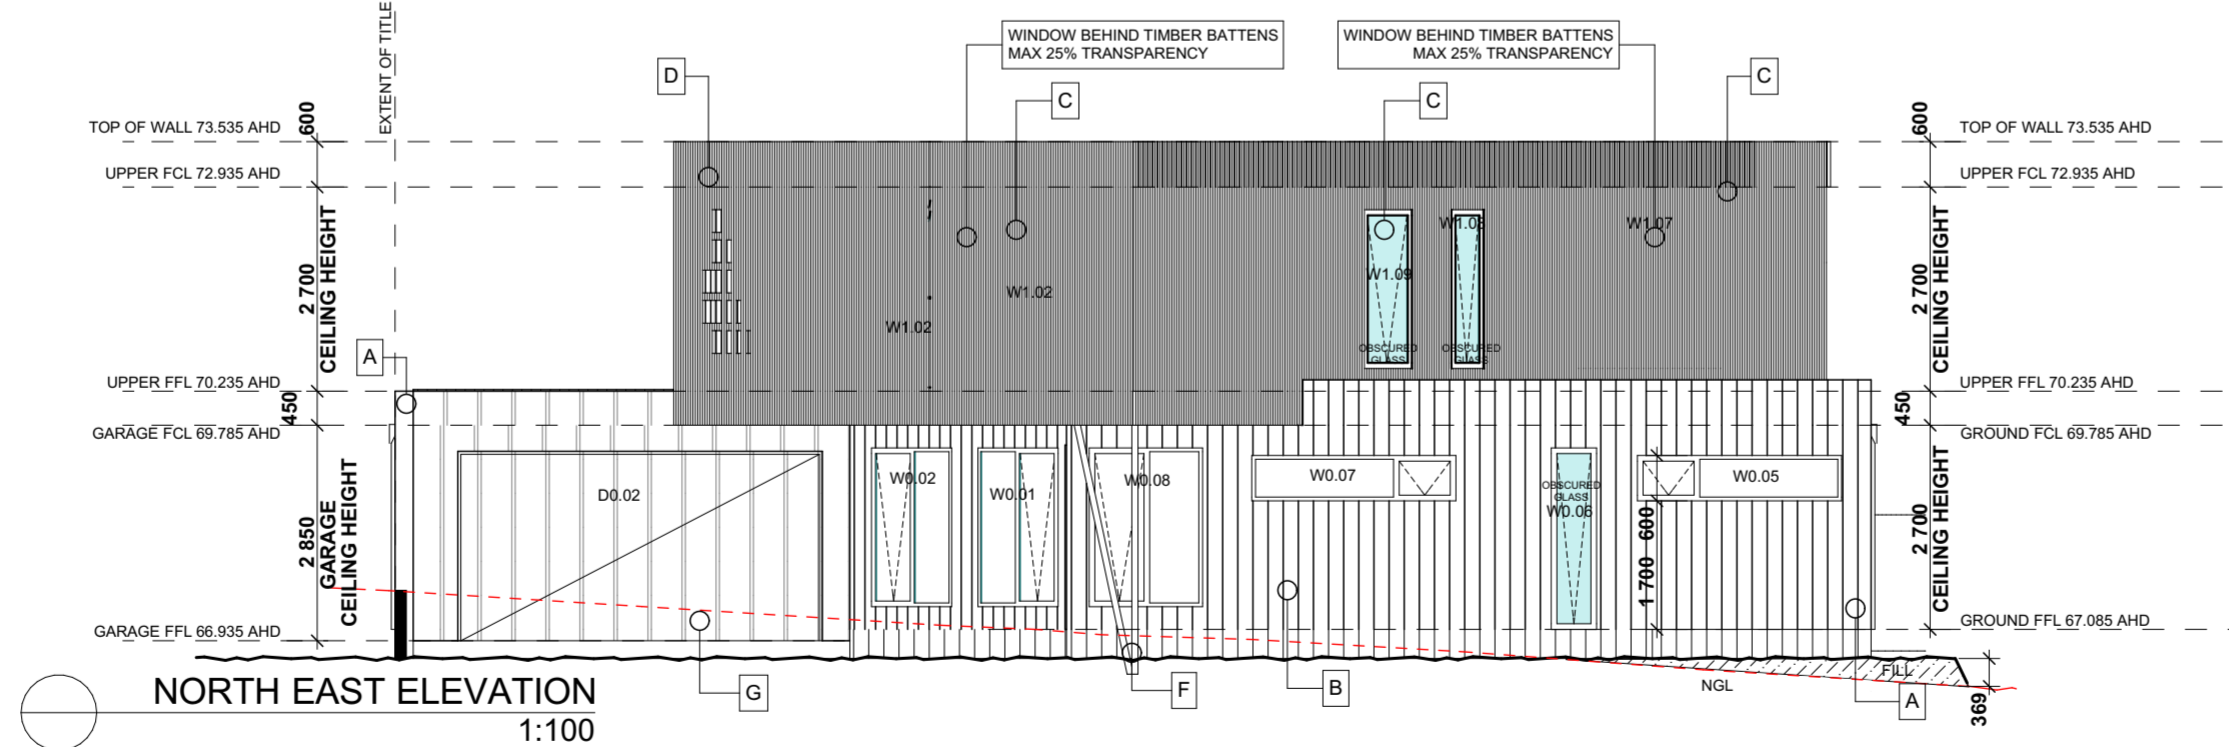 EXTENT OF TITLE
WINDOW BEHIND TIMBER BATTENS
MAX 25% TRANSPARENCY
WINDOW BEHIND TIMBER BATTENS
MAX 25% TRANSPARENCY
D
C
C
C
TOP OF WALL 73.535 AHD
600
600
TOP OF WALL 73.535 AHD
UPPER FCL 72.935 AHD
UPPER FCL 72.935 AHD
2 700
CEILING HEIGHT
W1.07
W1.09
W1.02
W1.02
2 700
CEILING HEIGHT
OBSCURED
GLASS
OBSCURED
GLASS
A
UPPER FFL 70.235 AHD
UPPER FFL 70.235 AHD
450
450
GARAGE FCL 69.785 AHD
GROUND FCL 69.785 AHD
2 850
GARAGE
CEILING HEIGHT
D0.02
W0.02
W0.01
W0.08
W0.07
OBSCURED
GLASS
W0.06
W0.05
600
1 700
2 700
CEILING HEIGHT
GARAGE FFL 66.935 AHD
GROUND FFL 67.085 AHD
FILL
NGL
369
G
F
B
A
NORTH EAST ELEVATION
1:100